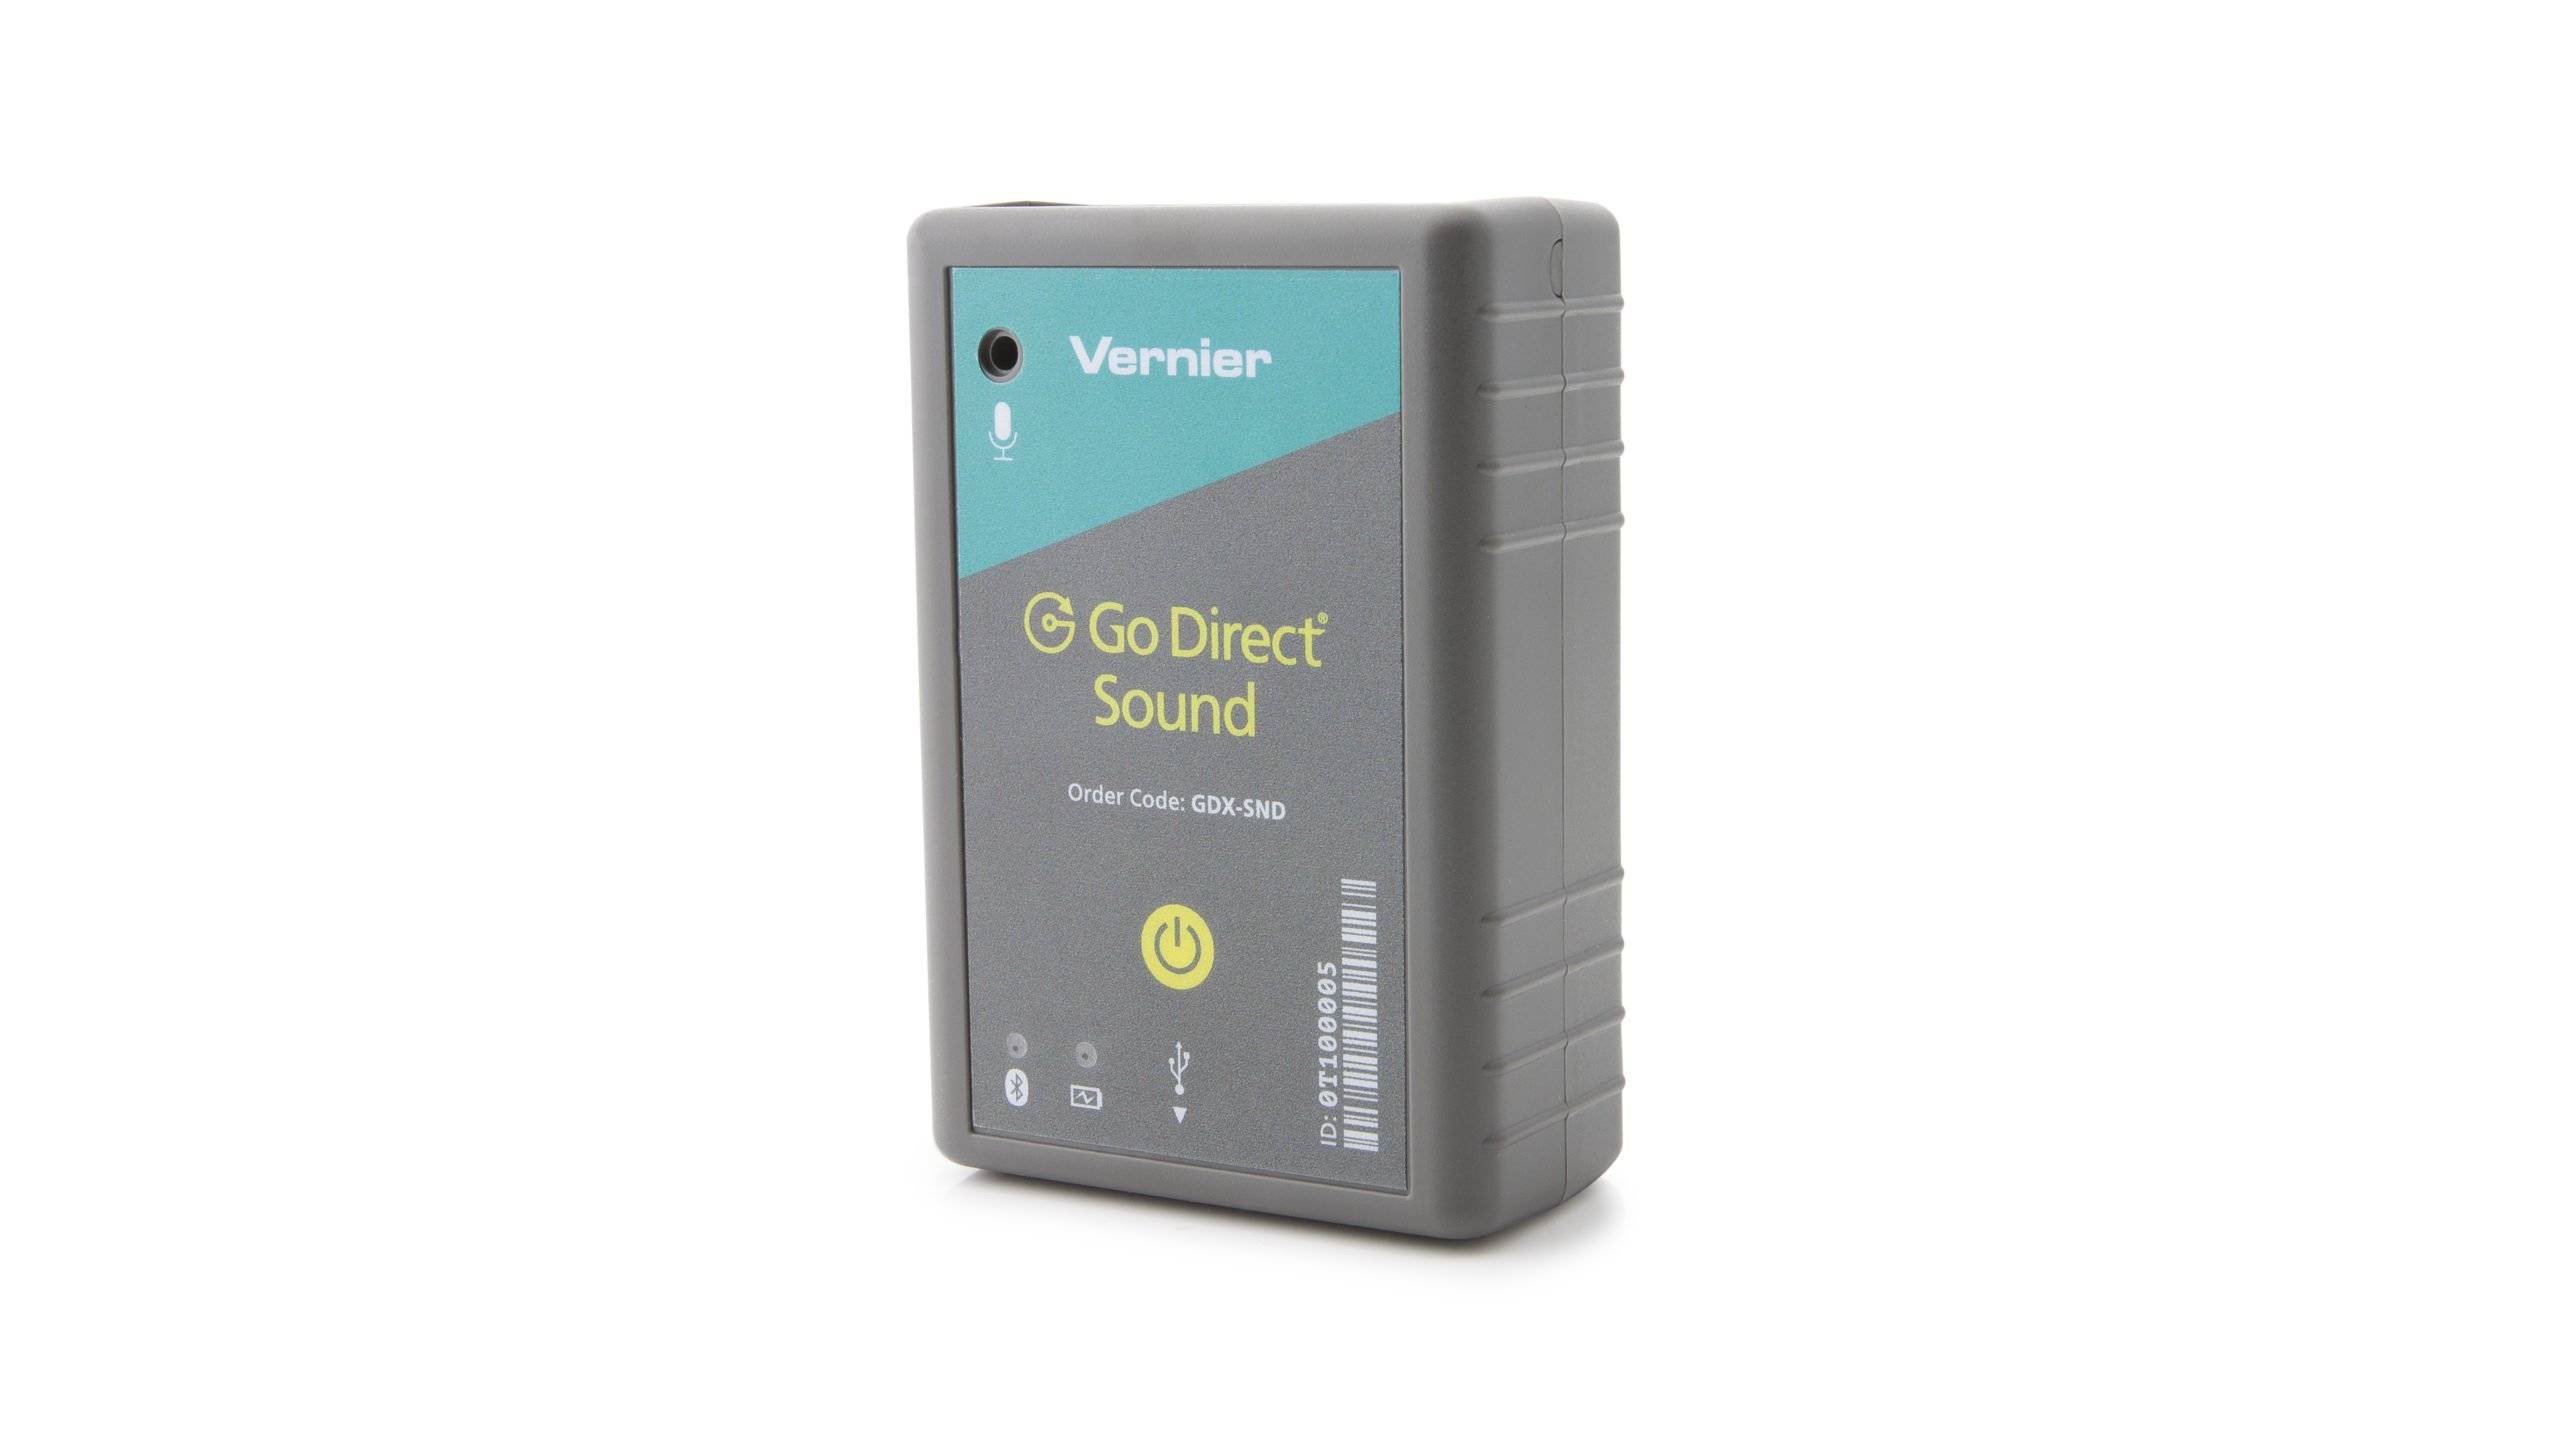 Vernier
Go Direct®
Sound
Order Code: GDX-SND
ID: 0T100005